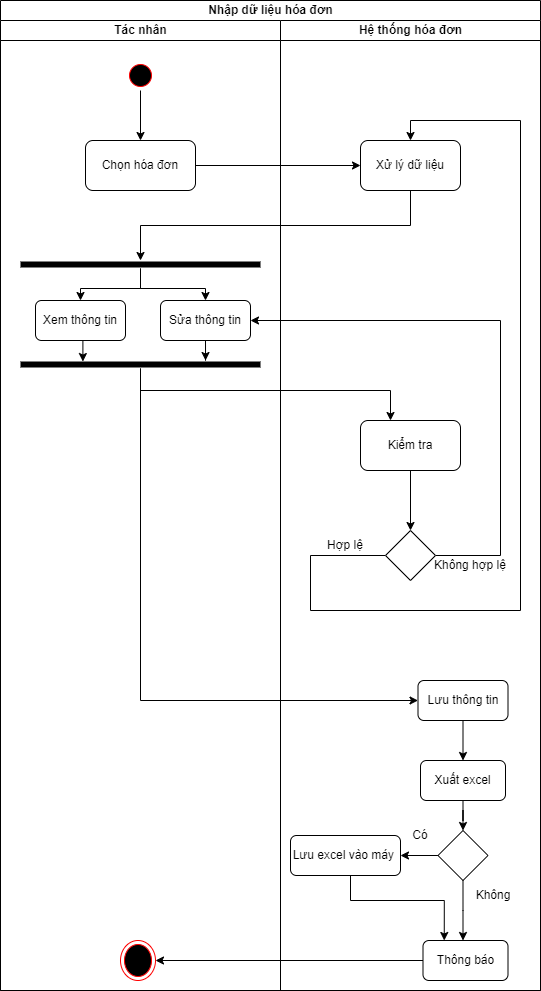 Nhập dữ liệu hóa đơn
Tác nhân
Hệ thống hóa đơn
Chọn hóa đơn
Xử lý dữ liệu
Xem thông tin
Sửa thông tin
Kiểm tra
Hợp lệ
Không hợp lệ
Lưu thông tin
Xuất excel
Có
Lưu excel vào máy
Không
Thông báo